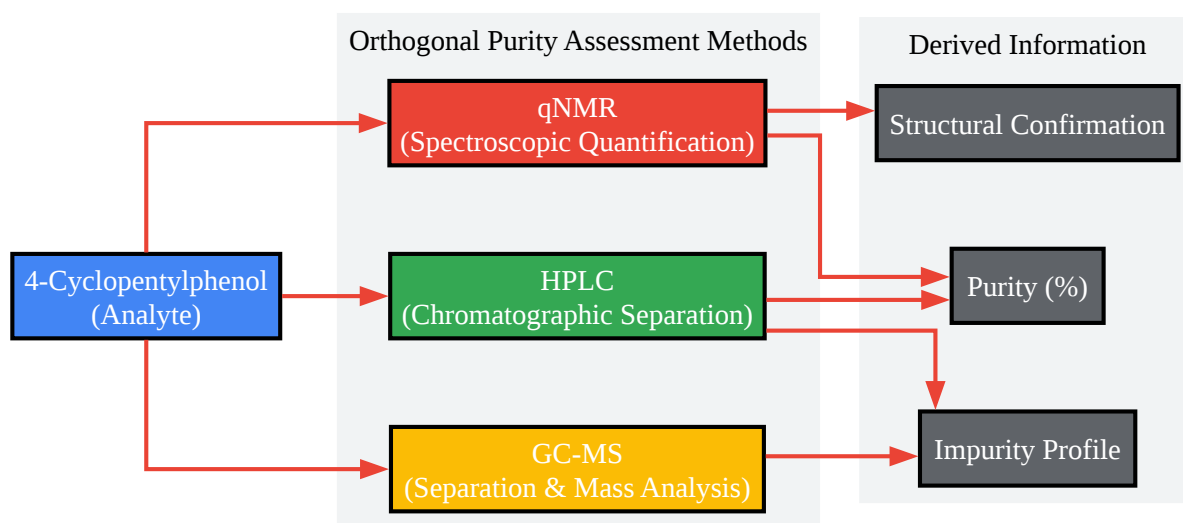 Orthogonal Purity Assessment Methods
Derived Information
qNMR
(Spectroscopic Quantification)
Structural Confirmation
4-Cyclopentylphenol
(Analyte)
HPLC
(Chromatographic Separation)
Purity (%)
GC-MS
(Separation & Mass Analysis)
Impurity Profile